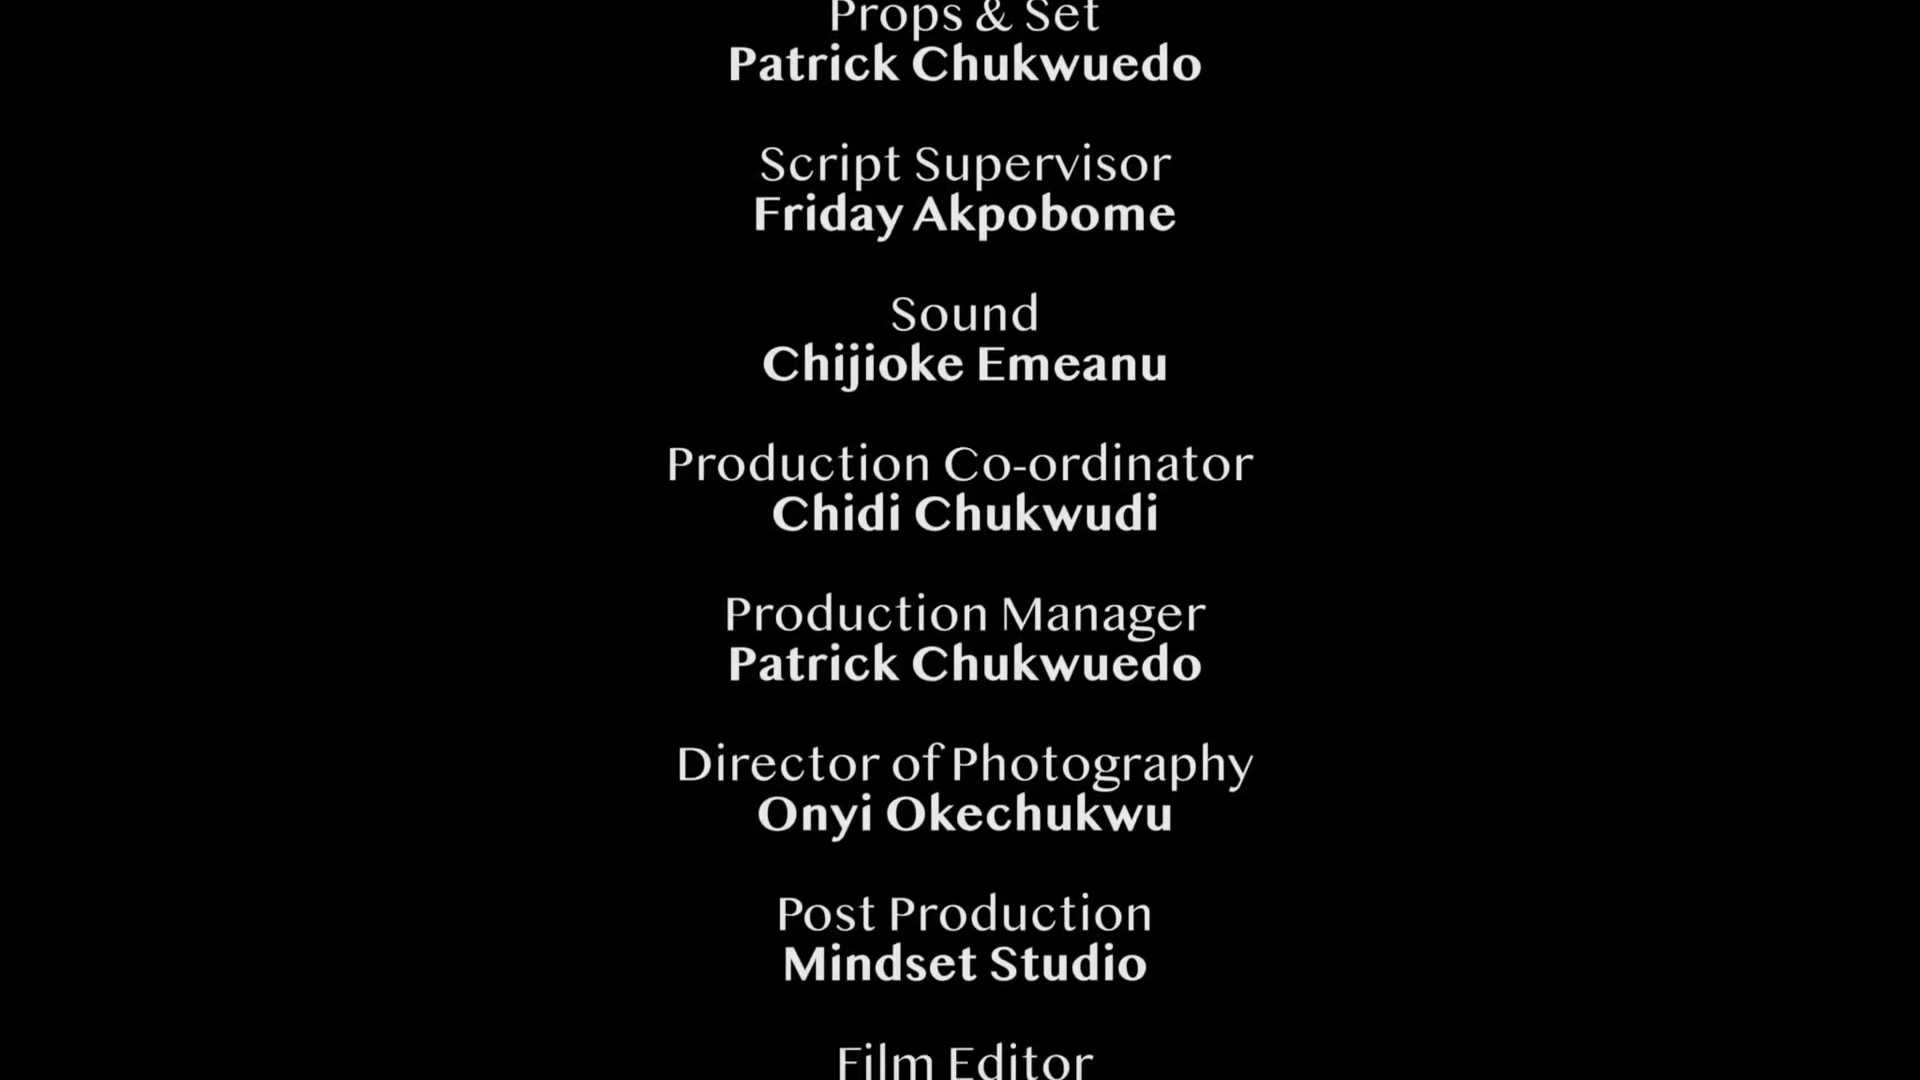 Props & Set
Patrick Chukwuedo
Script Supervisor
Friday Akpobome
Sound
Chijioke Emeanu
Production Co-ordinator
Chidi Chukwudi
Production Manager
Patrick Chukwuedo
Director of Photography
Onyi Okechukwu
Post Production
Mindset Studio
Film Editor